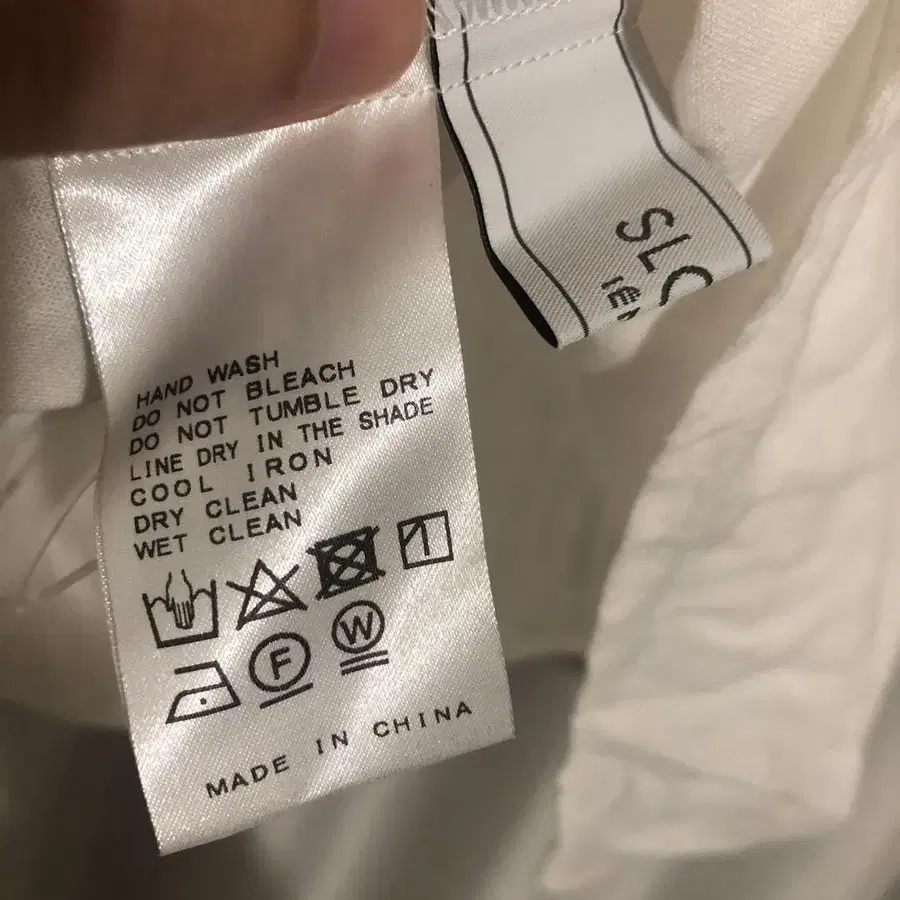 HAND WASH
DO NOT BLEACH
DO NOT TUMBLE DRY
LINE DRY IN THE SHADE
COOL IRON
DRY CLEAN
WET CLEAN
F
W
MADE IN CHINA